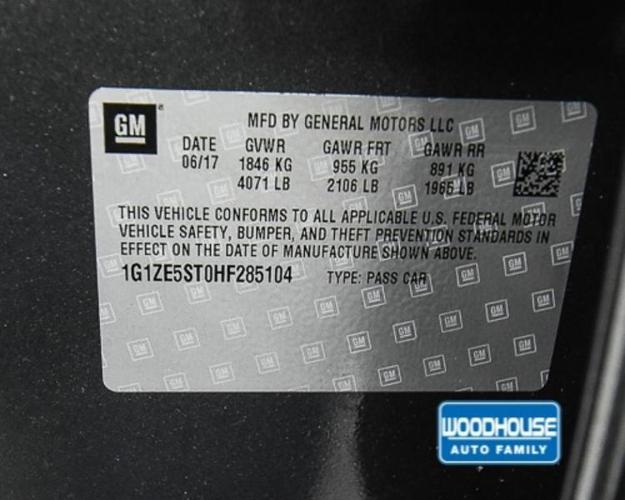 GM
MFD BY GENERAL MOTORS LLC
DATE GVWR GAWR FRT GAWR RR
06/17 1846 KG 955 KG 891 KG
4071 LB 2106 LB 1965 LB
THIS VEHICLE CONFORMS TO ALL APPLICABLE U.S. FEDERAL MOTOR
VEHICLE SAFETY, BUMPER, AND THEFT PREVENTION STANDARDS IN
EFFECT ON THE DATE OF MANUFACTURE SHOWN ABOVE.
1G1ZE5ST0HF285104 TYPE: PASS CAR
WOODHOUSE
AUTO FAMILY